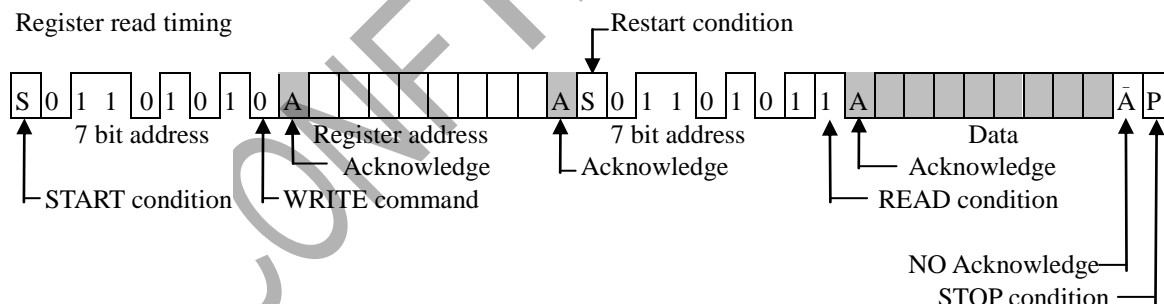 Register read timing
Restart condition
S 0 1 1 0 1 0 1 0 A A S 0 1 1 0 1 0 1 1 A Ā P
7 bit address Register address 7 bit address Data
Acknowledge Acknowledge Acknowledge
START condition WRITE command READ condition
NO Acknowledge
STOP condition